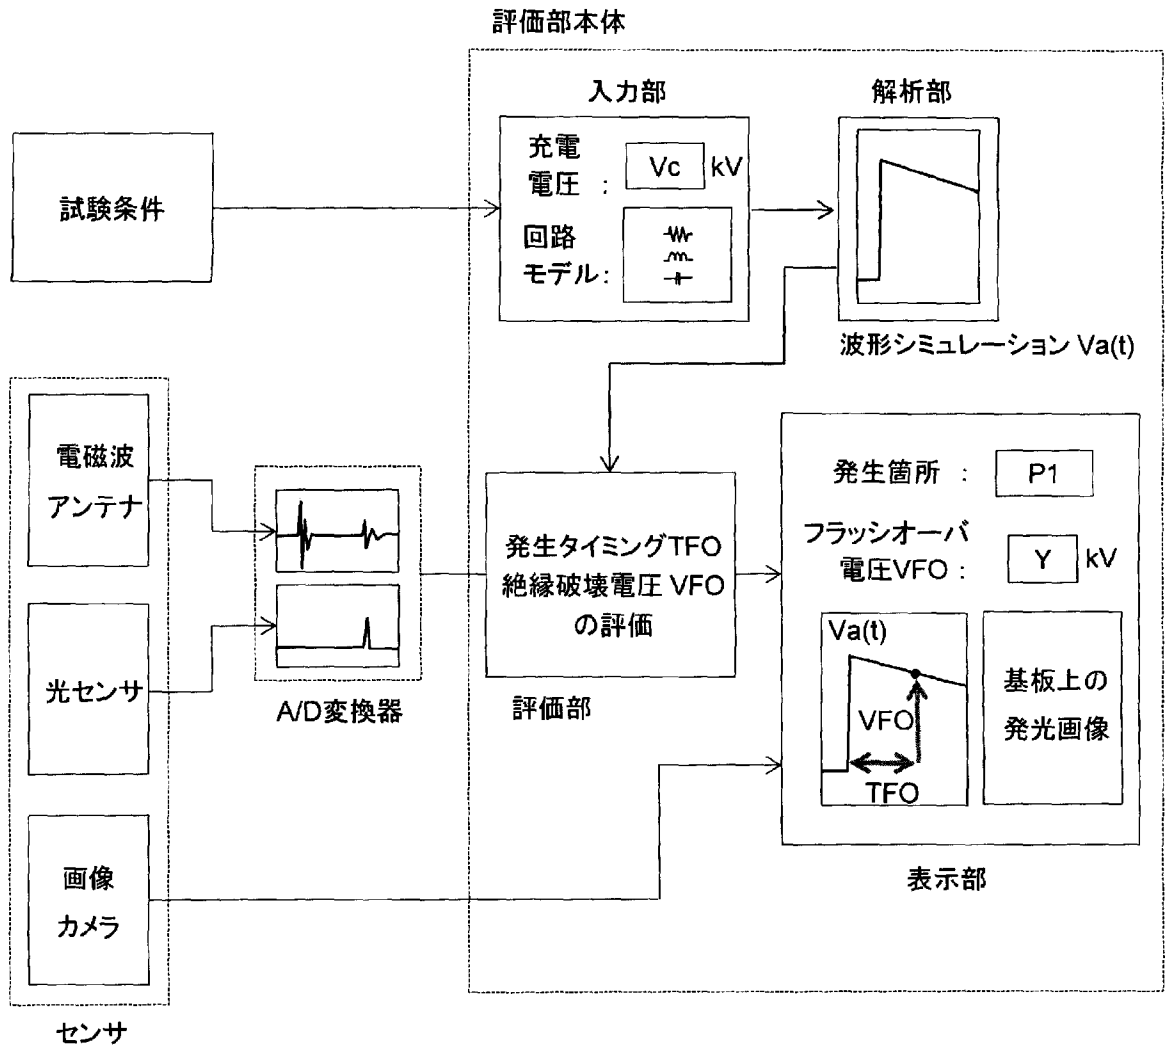 評価部本体
入力部
解析部
試験条件
充電
電圧 :
Vc
kV
回路
モデル:
波形シミュレーション Va(t)
電磁波
アンテナ
光センサ
画像
カメラ
センサ
A/D変換器
発生タイミングTFO
絶縁破壊電圧 VFO
の評価
評価部
発生箇所 :
P1
フラッシオーバ
電圧VFO :
Y
kV
Va(t)
VFO
TFO
基板上の
発光画像
表示部